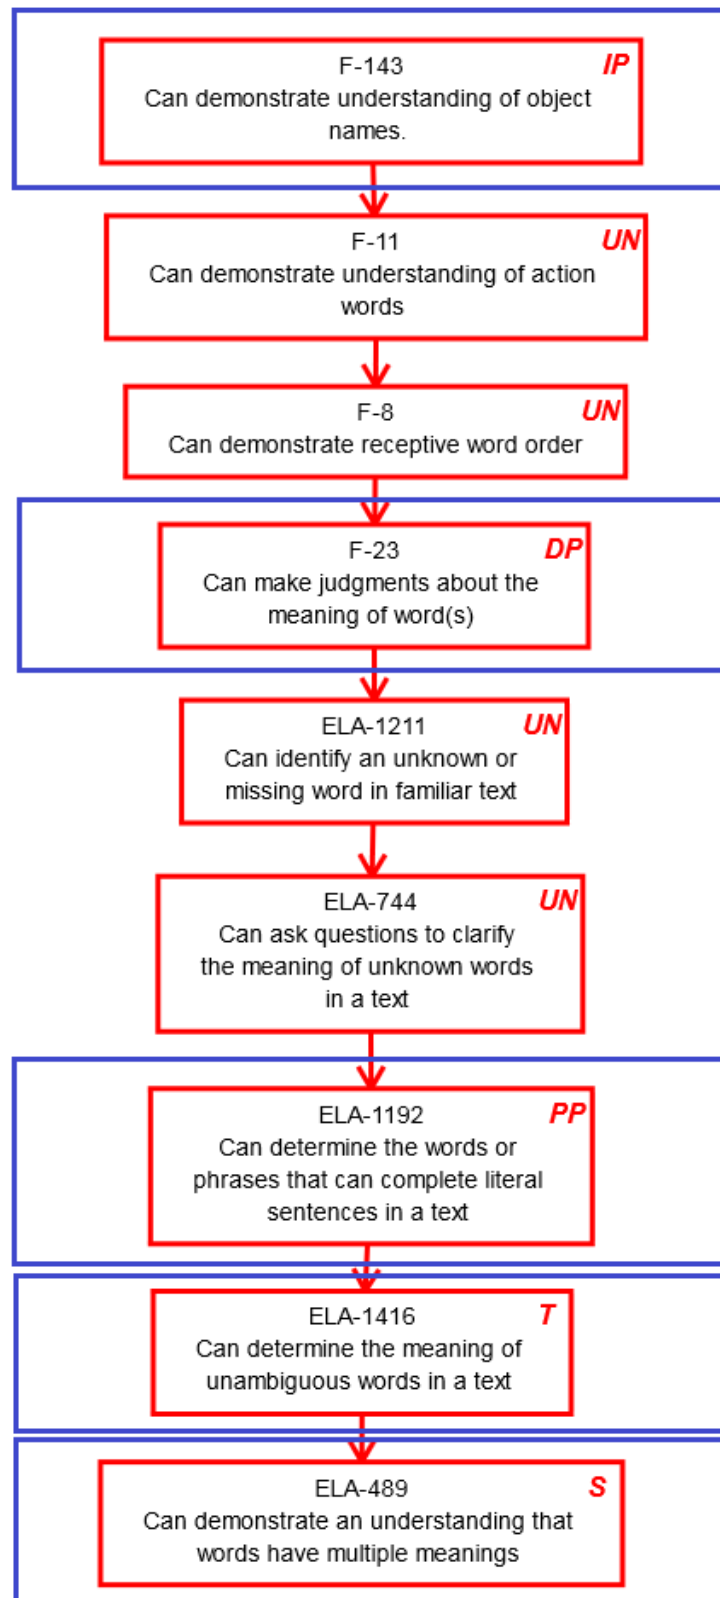 F-143 IP
Can demonstrate understanding of object
names.
F-11 UN
Can demonstrate understanding of action
words
F-8 UN
Can demonstrate receptive word order
F-23 DP
Can make judgments about the
meaning of word(s)
ELA-1211 UN
Can identify an unknown or
missing word in familiar text
ELA-744 UN
Can ask questions to clarify
the meaning of unknown words
in a text
ELA-1192 PP
Can determine the words or
phrases that can complete literal
sentences in a text
ELA-1416 T
Can determine the meaning of
unambiguous words in a text
ELA-489 S
Can demonstrate an understanding that
words have multiple meanings